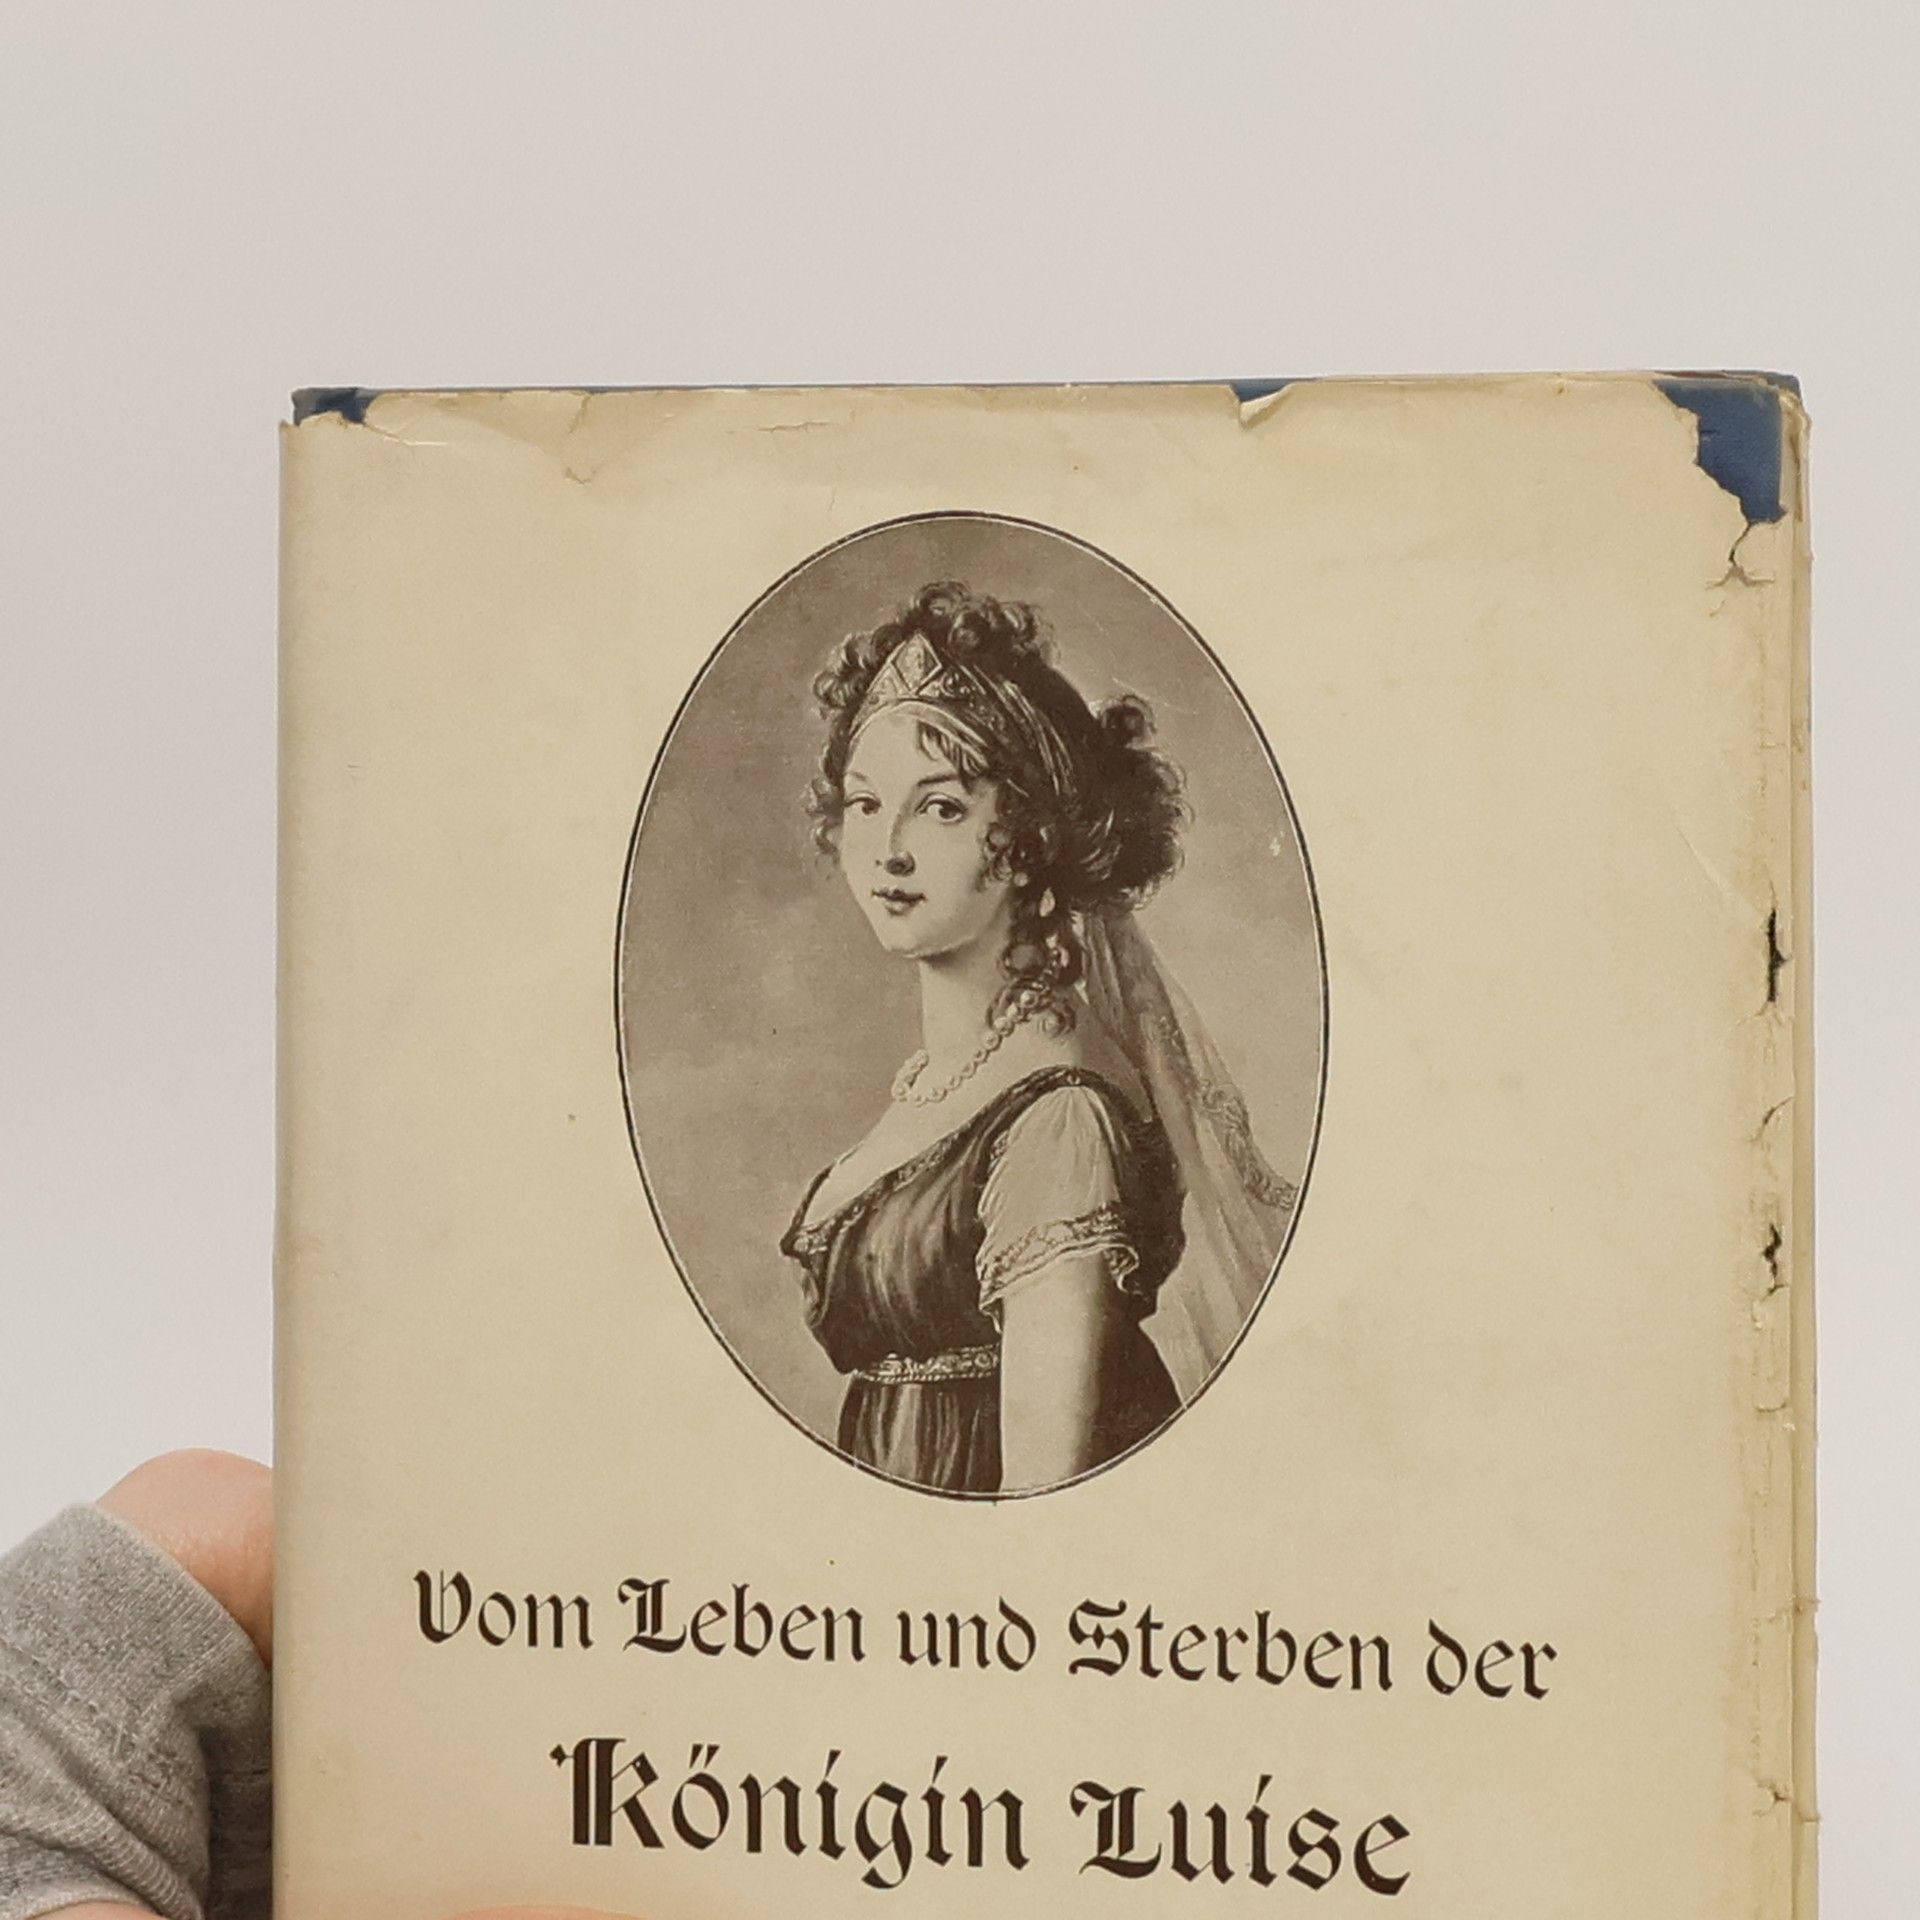 Vom Leben und Sterben der
Königin Luise